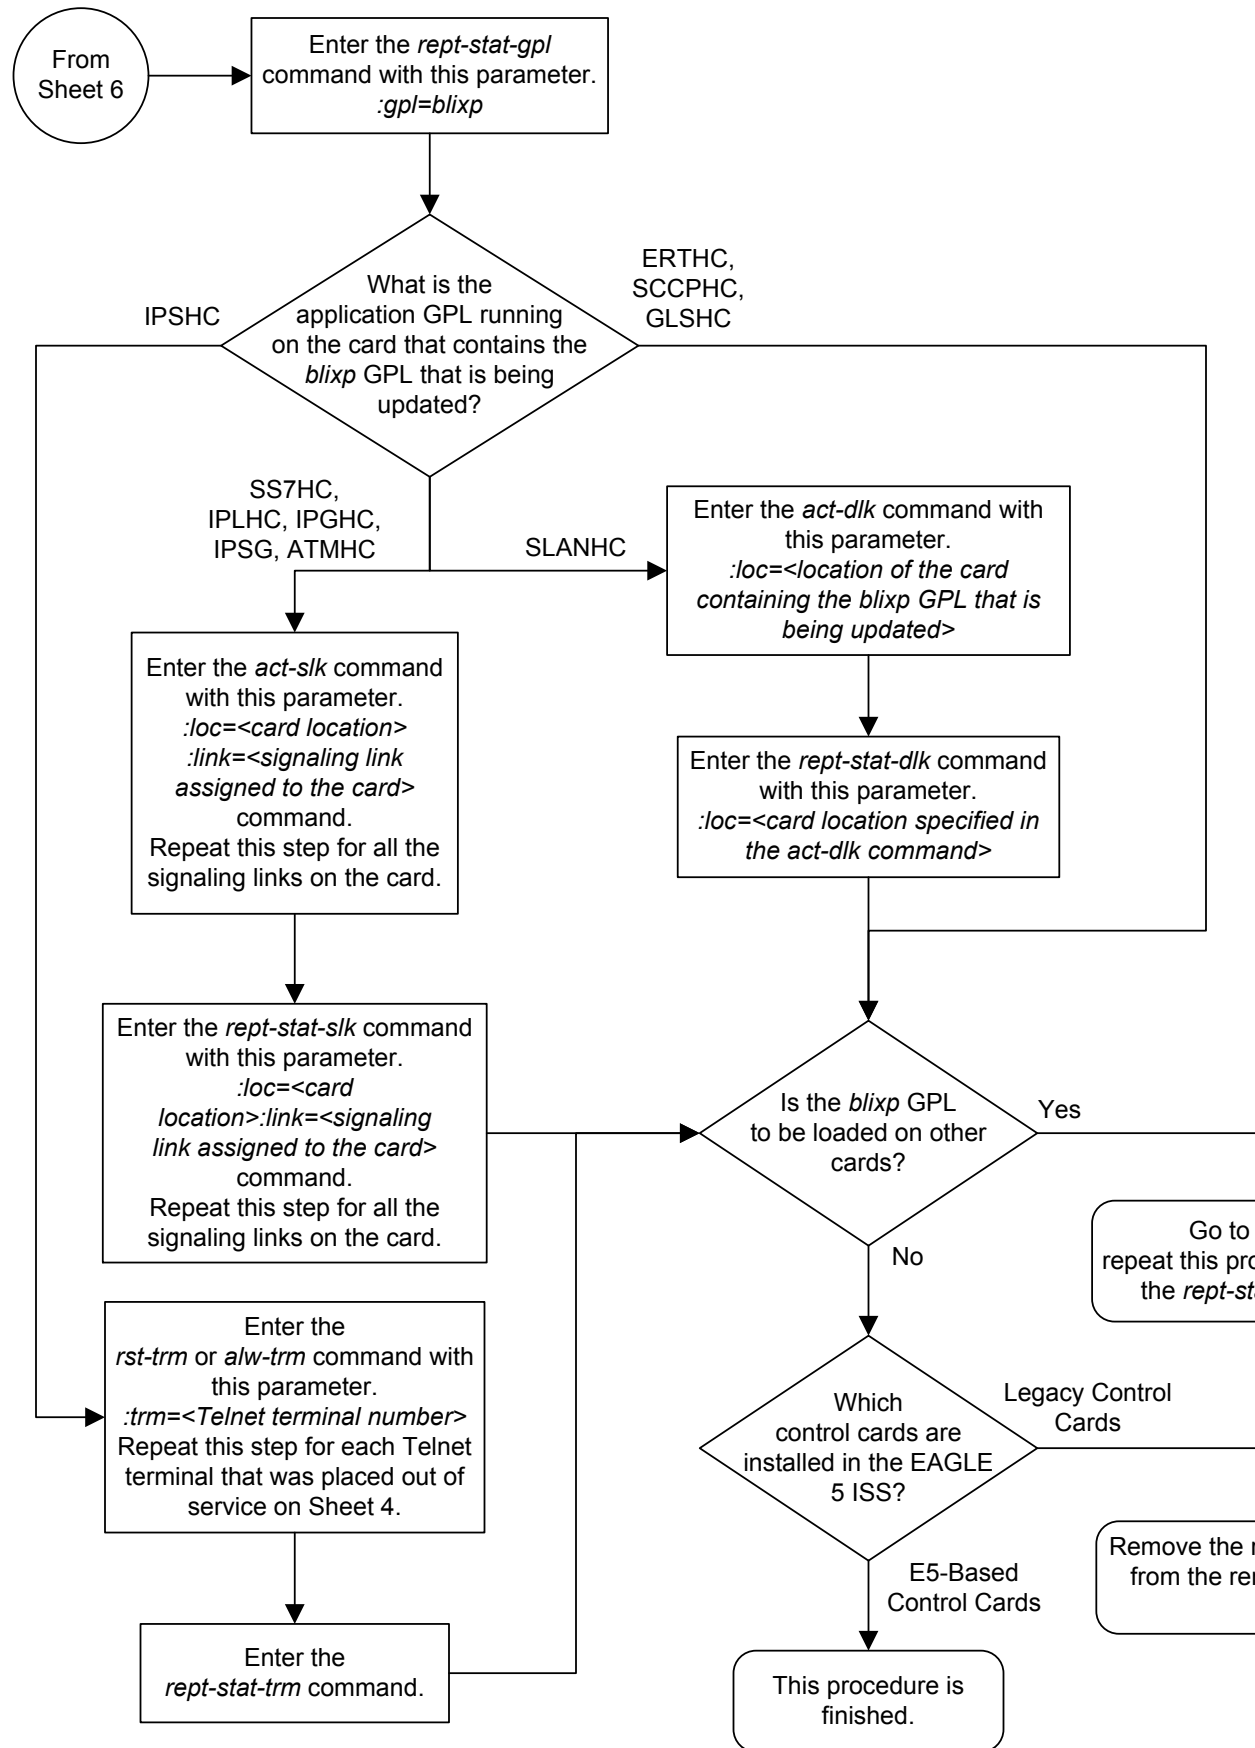 From
Sheet 6
Enter the rept-stat-gpl
command with this parameter.
:gpl=blixp
What is the
application GPL running
on the card that contains the
blixp GPL that is being
updated?
IPSHC
ERTHC,
SCCPHC,
GLSHC
SS7HC,
IPLHC, IPGHC,
IPSG, ATMHC
SLANHC
Enter the act-dlk command with
this parameter.
:loc=<location of the card
containing the blixp GPL that is
being updated>
Enter the act-slk command
with this parameter.
:loc=<card location>
:link=<signaling link
assigned to the card>
command.
Repeat this step for all the
signaling links on the card.
Enter the rept-stat-dlk command
with this parameter.
:loc=<card location specified in
the act-dlk command>
Enter the rept-stat-slk command
with this parameter.
:loc=<card
location>:link=<signaling
link assigned to the card>
command.
Repeat this step for all the
signaling links on the card.
Is the blixp GPL
to be loaded on other
cards?
Yes
No
Go to
repeat this pro
the rept-st
Enter the
rst-trm or alw-trm command with
this parameter.
:trm=<Telnet terminal number>
Repeat this step for each Telnet
terminal that was placed out of
service on Sheet 4.
Which
control cards are
installed in the EAGLE
5 ISS?
Legacy Control
Cards
E5-Based
Control Cards
Remove the
from the
Enter the
rept-stat-trm command.
This procedure is
finished.